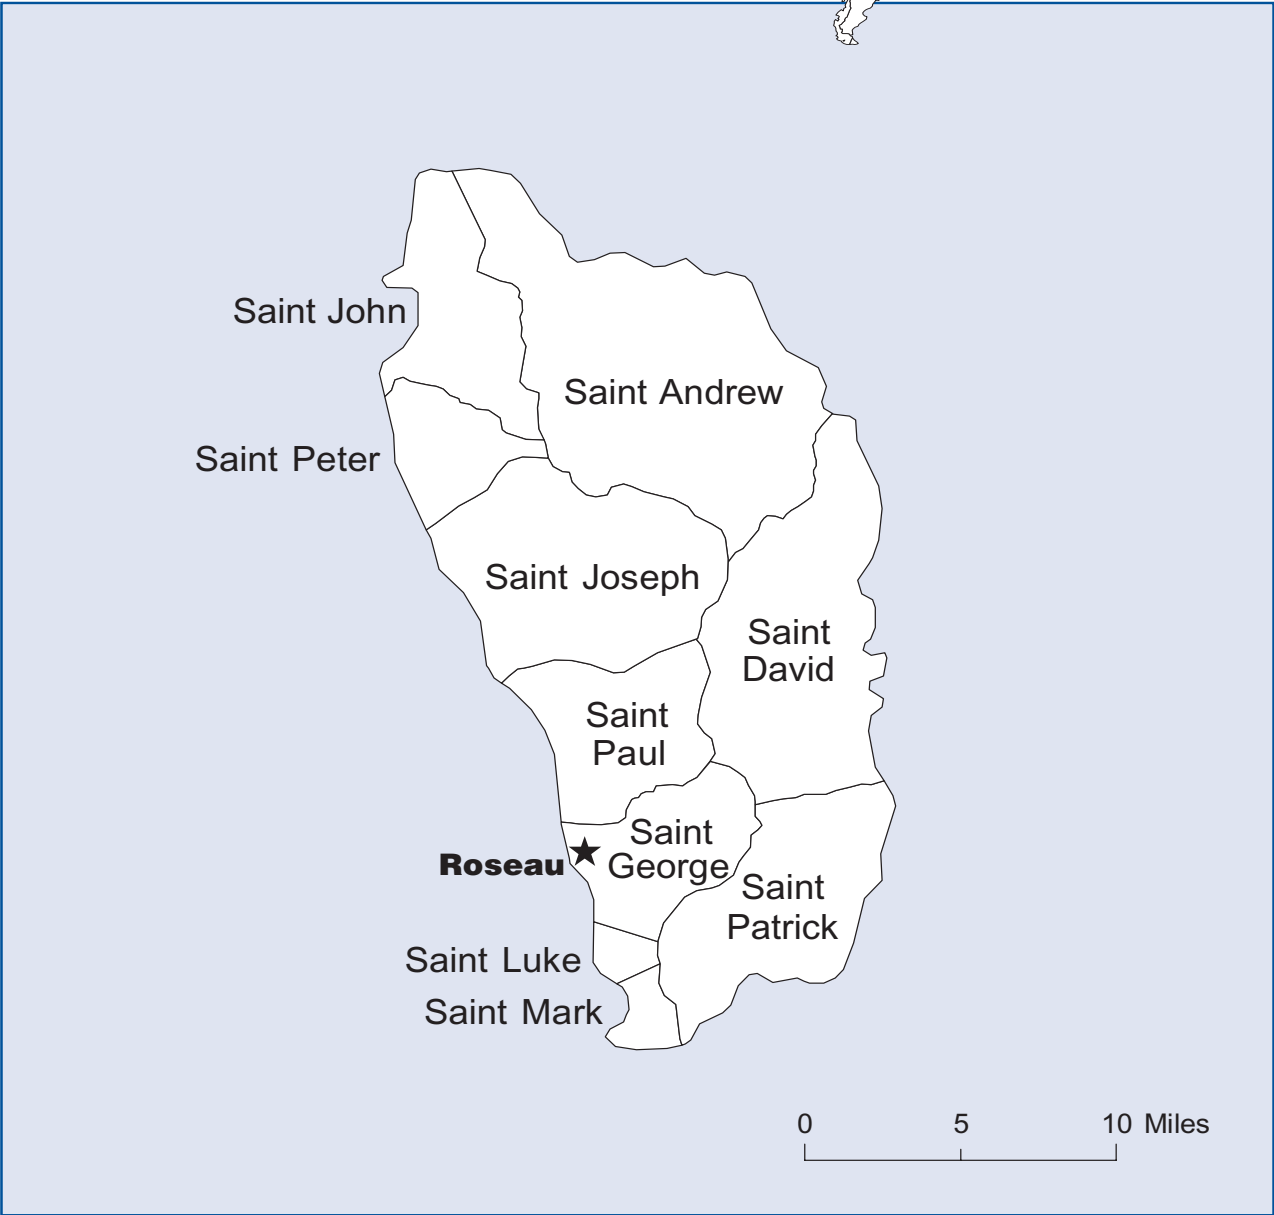 Saint John
Saint Andrew
Saint Peter
Saint Joseph
Saint
David
Saint
Paul
Saint
George
Roseau
Saint
Patrick
Saint Luke
Saint Mark
0 5 10 Miles